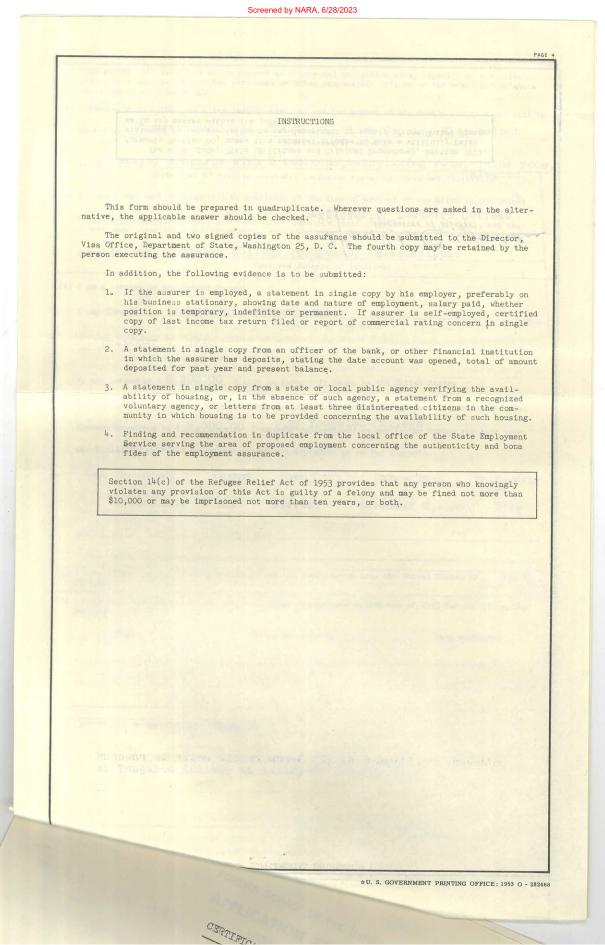 Screened by NARA, 6/28/2023
PAGE 4
INSTRUCTIONS
This form should be prepared in quadruplicate. Wherever questions are asked in the alter-
native, the applicable answer should be checked.
The original and two signed copies of the assurance should be submitted to the Director,
Visa Office, Department of State, Washington 25, D. C. The fourth copy may be retained by the
person executing the assurance.
In addition, the following evidence is to be submitted:
1. If the assurer is employed, a statement in single copy by his employer, preferably on
his business stationary, showing date and nature of employment, salary paid, whether
position is temporary, indefinite or permanent. If assurer is self-employed, certified
copy of last income tax return filed or report of commercial rating concern in single
copy.
2. A statement in single copy from an officer of the bank, or other financial institution
in which the assurer has deposits, stating the date account was opened, total of amount
deposited for past year and present balance.
3. A statement in single copy from a state or local public agency verifying the avail-
ability of housing, or, in the absence of such agency, a statement from a recognized
voluntary agency, or letters from at least three disinterested citizens in the com-
munity in which housing is to be provided concerning the availability of such housing.
4. Finding and recommendation in duplicate from the local office of the State Employment
Service serving the area of proposed employment concerning the authenticity and bona
fides of the employment assurance.
Section 14(c) of the Refugee Relief Act of 1953 provides that any person who knowingly
violates any provision of this Act is guilty of a felony and may be fined not more than
$10,000 or may be imprisoned not more than ten years, or both.
☆ U. S. GOVERNMENT PRINTING OFFICE: 1953 O - 282668